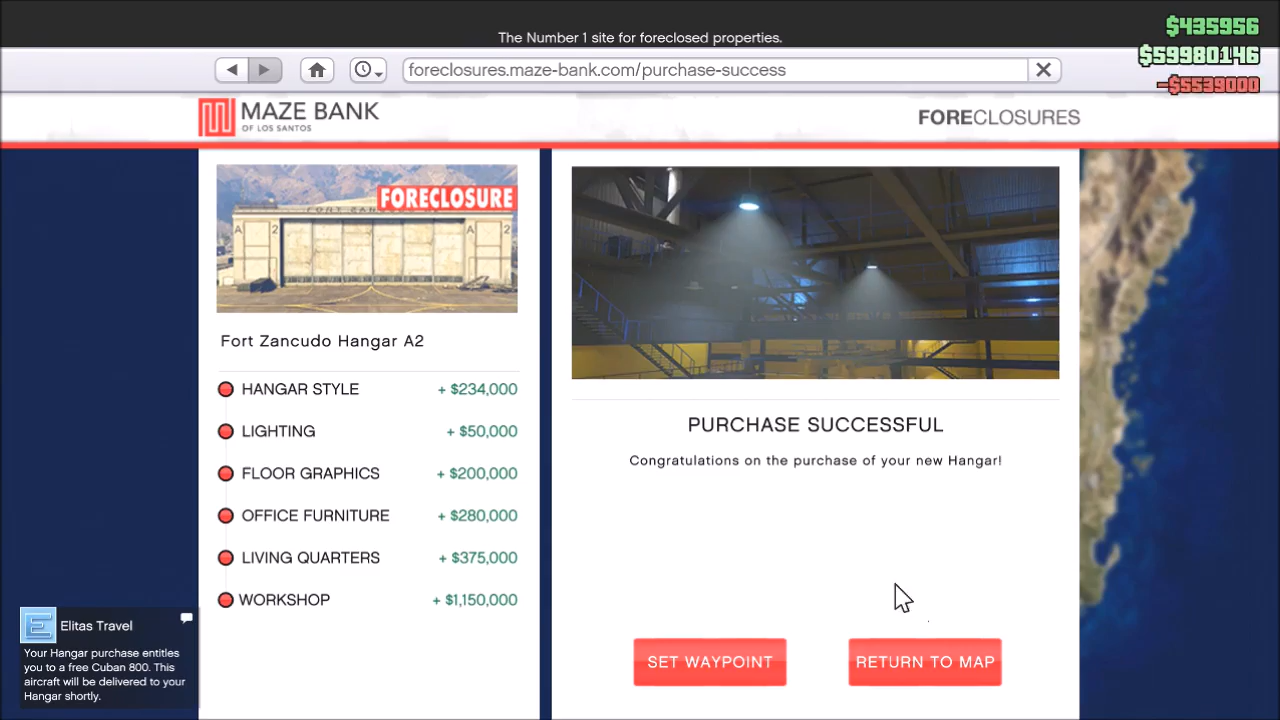 The Number 1 site for foreclosed properties.
$435956
$59980146
-$5539000
foreclosures.maze-bank.com/purchase-success
MAZE BANK
OF LOS SANTOS
FORECLOSURES
FORECLOSURE
A 2
A 2
Fort Zancudo Hangar A2
HANGAR STYLE + $234,000
LIGHTING + $50,000
FLOOR GRAPHICS + $200,000
OFFICE FURNITURE + $280,000
LIVING QUARTERS + $375,000
WORKSHOP + $1,150,000
PURCHASE SUCCESSFUL
Congratulations on the purchase of your new Hangar!
SET WAYPOINT
RETURN TO MAP
E
Elitas Travel
Your Hangar purchase entitles
you to a free Cuban 800. This
aircraft will be delivered to your
Hangar shortly.